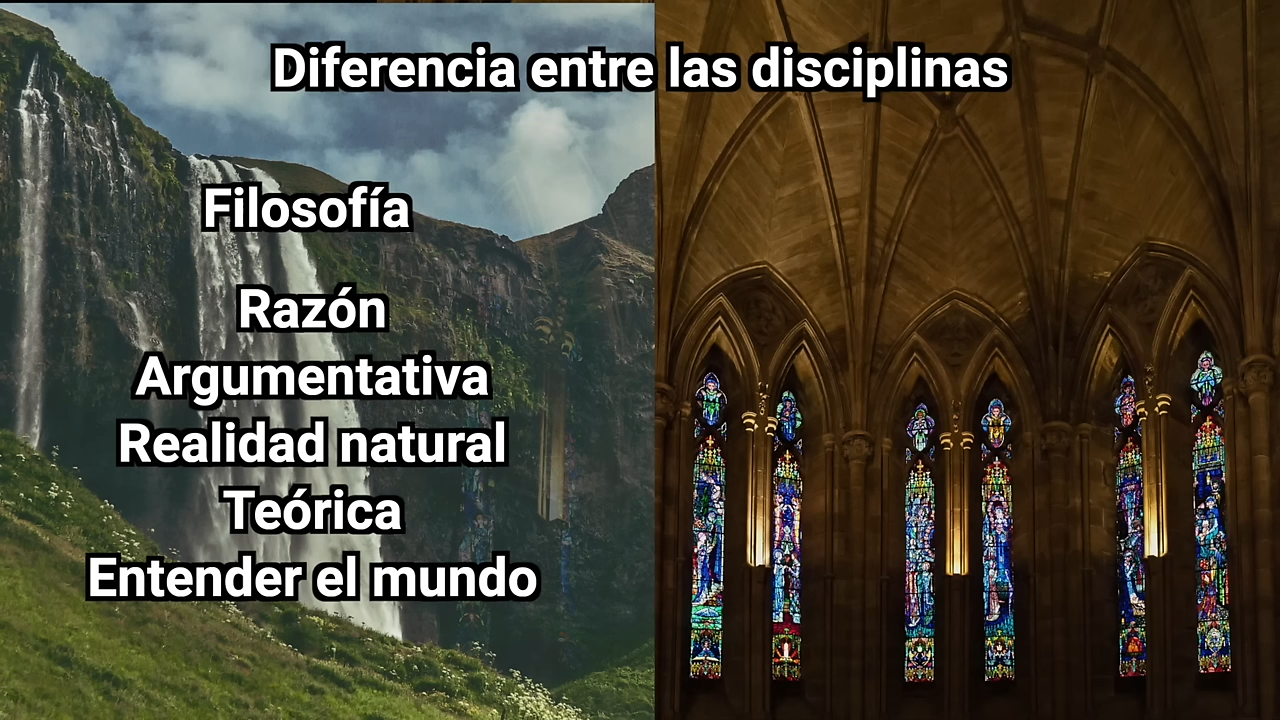 Diferencia entre las disciplinas
Filosofía
Razón
Argumentativa
Realidad natural
Teórica
Entender el mundo